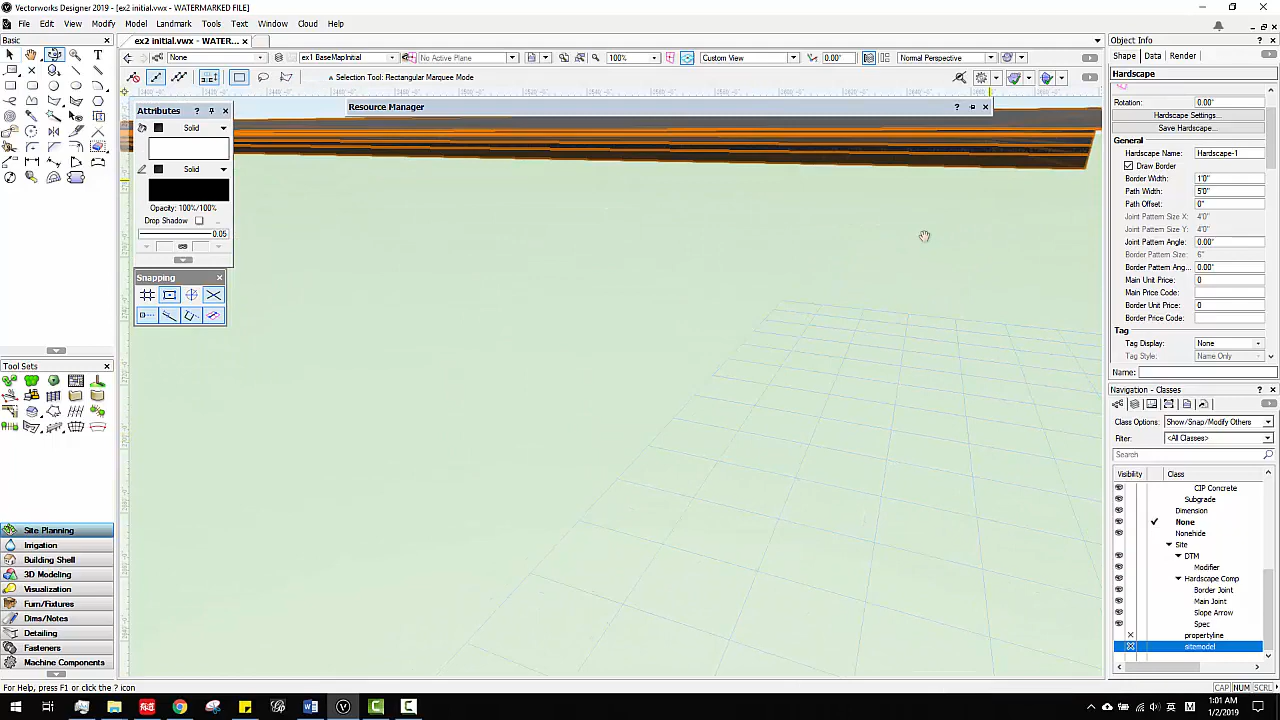 Vectorworks Designer 2019 - ex2 initial.vwx - WATERMARKED FILE]
File Edit View Modify Model Landmark Tools Text Window Cloud Help
Basic
ex2 initial.vwx - WATER...
None
ex1 BaseMapInitial
No Active Plane
100%
Custom View
0.00°
Normal Perspective
Selection Tool: Rectangular Marquee Mode
Attributes
Solid
Solid
Opacity: 100%/100%
Drop Shadow
0.05
Snapping
Resource Manager
Tool Sets
Site Planning
Irrigation
Building Shell
3D Modeling
Visualization
Furn/Fixtures
Dims/Notes
Detailing
Fasteners
Machine Components
Object Info
Shape Data Render
Hardscape
Rotation: 0.00°
Hardscape Settings...
Save Hardscape...
General
Hardscape Name: Hardscape-1
Draw Border
Border Width: 1'0"
Path Width: 5'0"
Path Offset: 0"
Joint Pattern Size X: 4'0"
Joint Pattern Size Y: 4'0"
Joint Pattern Angle: 0.00°
Border Pattern Size: 6"
Border Pattern Ang... 0.00°
Main Unit Price: 0
Main Price Code:
Border Unit Price: 0
Border Price Code:
Tag
Tag Display: None
Tag Style: Name Only
Name:
Navigation - Classes
Class Options: Show/Snap/Modify Others
Filter: <All Classes>
Search
Visibility Class
CIP Concrete
Subgrade
Dimension
None
Nonehide
Site
DTM
Modifier
Hardscape Comp
Border Joint
Main Joint
Slope Arrow
Spec
propertyline
sitemodel
For Help, press F1 or click the ? icon
CAP NUM SCRL
1:01 AM
1/2/2019